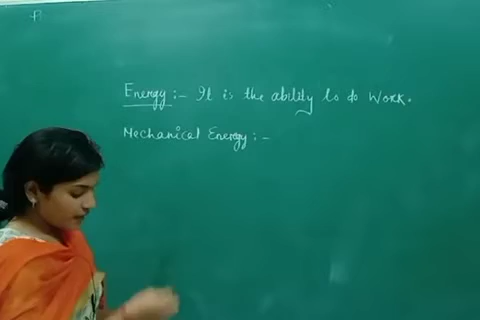 Energy :- It is the ability to do Work.
Mechanical Energy :-